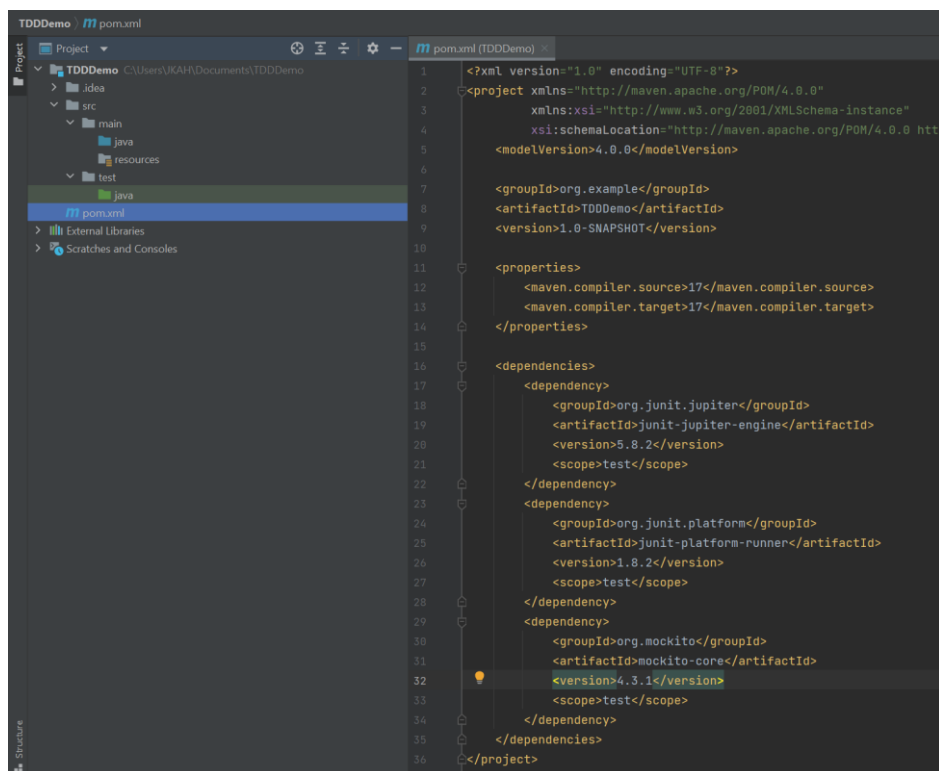 TDDDemo pom.xml
Project
Project
pom.xml (TDDDemo)
TDDDemo C:\Users\JKAH\Documents\TDDDemo
.idea
src
main
java
resources
test
java
pom.xml
External Libraries
Scratches and Consoles
Structure
1 <?xml version="1.0" encoding="UTF-8"?>
2 <project xmlns="http://maven.apache.org/POM/4.0.0"
3 xmlns:xsi="http://www.w3.org/2001/XMLSchema-instance"
4 xsi:schemaLocation="http://maven.apache.org/POM/4.0.0 htt
5 <modelVersion>4.0.0</modelVersion>
6
7 <groupId>org.example</groupId>
8 <artifactId>TDDDemo</artifactId>
9 <version>1.0-SNAPSHOT</version>
10
11 <properties>
12 <maven.compiler.source>17</maven.compiler.source>
13 <maven.compiler.target>17</maven.compiler.target>
14 </properties>
15
16 <dependencies>
17 <dependency>
18 <groupId>org.junit.jupiter</groupId>
19 <artifactId>junit-jupiter-engine</artifactId>
20 <version>5.8.2</version>
21 <scope>test</scope>
22 </dependency>
23 <dependency>
24 <groupId>org.junit.platform</groupId>
25 <artifactId>junit-platform-runner</artifactId>
26 <version>1.8.2</version>
27 <scope>test</scope>
28 </dependency>
29 <dependency>
30 <groupId>org.mockito</groupId>
31 <artifactId>mockito-core</artifactId>
32 <version>4.3.1</version>
33 <scope>test</scope>
34 </dependency>
35 </dependencies>
36 </project>